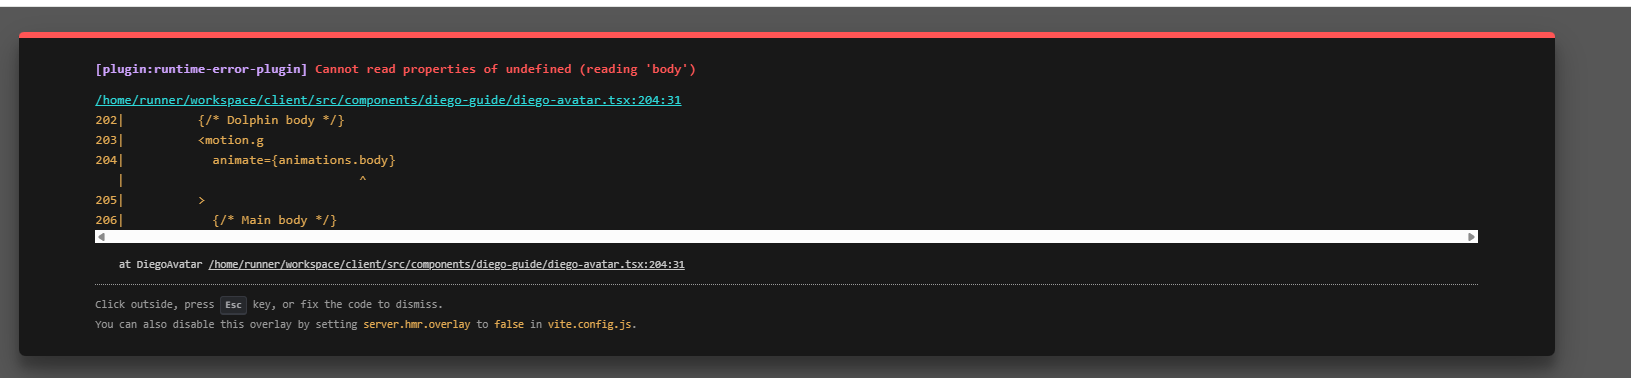 [plugin:runtime-error-plugin] Cannot read properties of undefined (reading 'body')
/home/runner/workspace/client/src/components/diego-guide/diego-avatar.tsx:204:31
202|          {/* Dolphin body */}
203|          <motion.g
204|            animate={animations.body}
   |                                ^
205|          >
206|            {/* Main body */}
at DiegoAvatar /home/runner/workspace/client/src/components/diego-guide/diego-avatar.tsx:204:31
Click outside, press Esc key, or fix the code to dismiss.
You can also disable this overlay by setting server.hmr.overlay to false in vite.config.js.